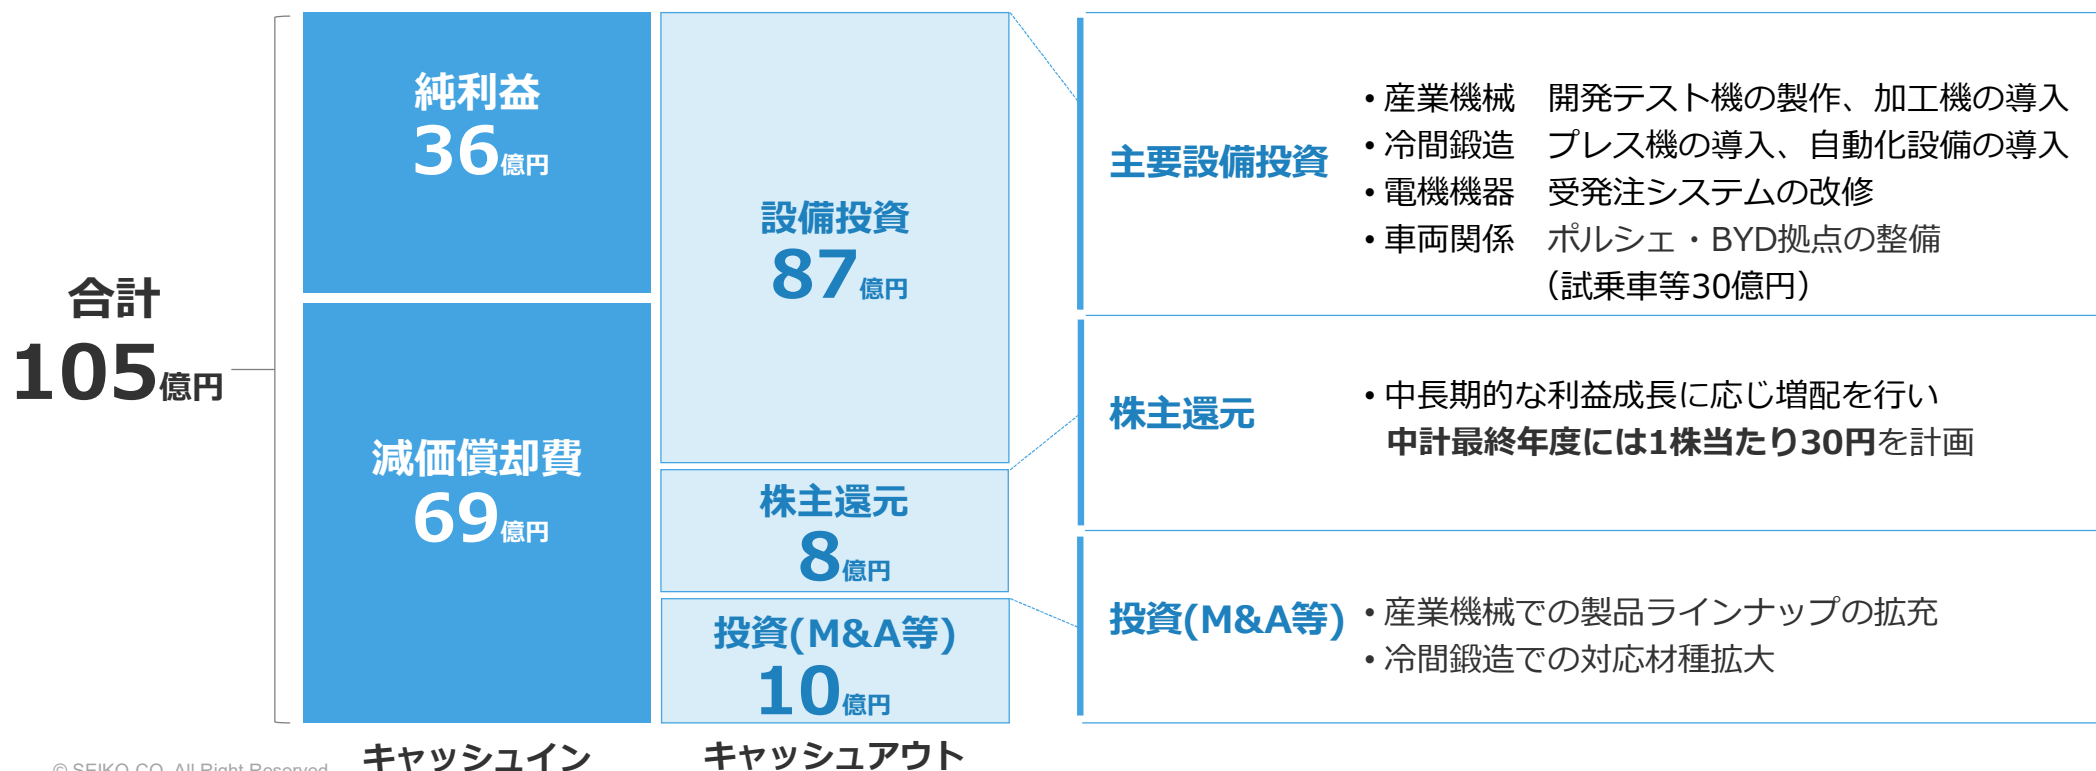 合計
105億円
純利益
36億円
減価償却費
69億円
キャッシュイン
設備投資
87億円
株主還元
8億円
投資(M&A等)
10億円
キャッシュアウト
主要設備投資
・産業機械 開発テスト機の製作、加工機の導入
・冷間鍛造 プレス機の導入、自動化設備の導入
・電機機器 受発注システムの改修
・車両関係 ポルシェ・BYD拠点の整備
（試乗車等30億円）
株主還元
・中長期的な利益成長に応じ増配を行い
中計最終年度には1株当たり30円を計画
投資(M&A等)
・産業機械での製品ラインナップの拡充
・冷間鍛造での対応材種拡大
© SEIKO CO. All Right Reserved